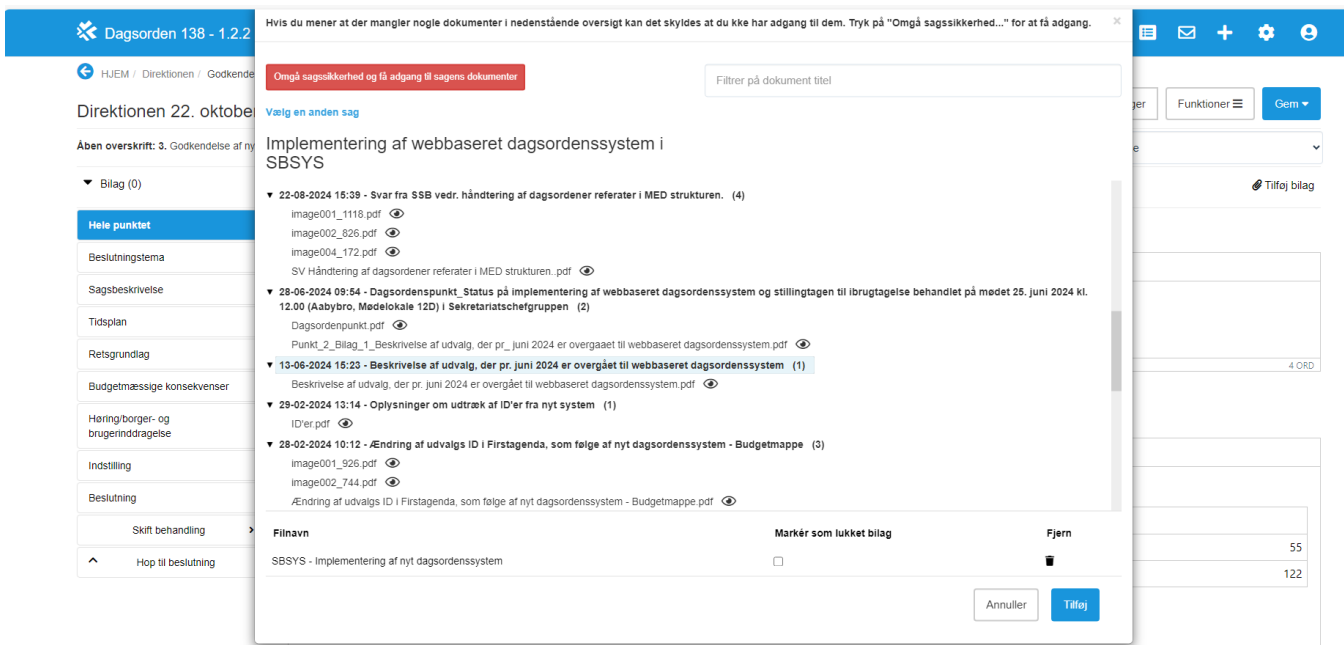 Dagsorden 138 - 1.2.2
HJEM / Direktionen / Godkende
Direktionen 22. oktober
Åben overskrift: 3. Godkendelse af ny
Bilag (0)
Hele punktet
Beslutningstema
Sagsbeskrivelse
Tidsplan
Retsgrundlag
Budgetmæssige konsekvenser
Høring/borger- og
brugerinddragelse
Indstilling
Beslutning
Skift behandling
Hop til beslutning
Hvis du mener at der mangler nogle dokumenter i nedenstående oversigt kan det skyldes at du kke har adgang til dem. Tryk på "Omgå sagssikkerhed..." for at få adgang.
Omgå sagssikkerhed og få adgang til sagens dokumenter
Filtrer på dokument titel
Vælg en anden sag
Implementering af webbaseret dagsordenssystem i
SBSYS
22-08-2024 15:39 - Svar fra SSB vedr. håndtering af dagsordener referater i MED strukturen. (4)
image001_1118.pdf
image002_826.pdf
image004_172.pdf
SV Håndtering af dagsordener referater i MED strukturen..pdf
28-06-2024 09:54 - Dagsordenspunkt_Status på implementering af webbaseret dagsordenssystem og stillingtagen til ibrugtagelse behandlet på mødet 25. juni 2024 kl.
12.00 (Aabybro, Mødelokale 12D) i Sekretariatschefgruppen (2)
Dagsordenpunkt.pdf
Punkt_2_Bilag_1_Beskrivelse af udvalg, der pr_ juni 2024 er overgaaet til webbaseret dagsordenssystem.pdf
13-06-2024 15:23 - Beskrivelse af udvalg, der pr. juni 2024 er overgået til webbaseret dagsordenssystem (1)
Beskrivelse af udvalg, der pr. juni 2024 er overgået til webbaseret dagsordenssystem.pdf
29-02-2024 13:14 - Oplysninger om udtræk af ID'er fra nyt system (1)
ID'er.pdf
28-02-2024 10:12 - Ændring af udvalgs ID i Firstagenda, som følge af nyt dagsordenssystem - Budgetmappe (3)
image001_926.pdf
image002_744.pdf
Ændring af udvalgs ID i Firstagenda, som følge af nyt dagsordenssystem - Budgetmappe.pdf
Filnavn Markér som lukket bilag Fjern
SBSYS - Implementering af nyt dagsordenssystem
Annuller Tilføj
ger Funktioner Gem
e
Tilføj bilag
4 ORD
55
122